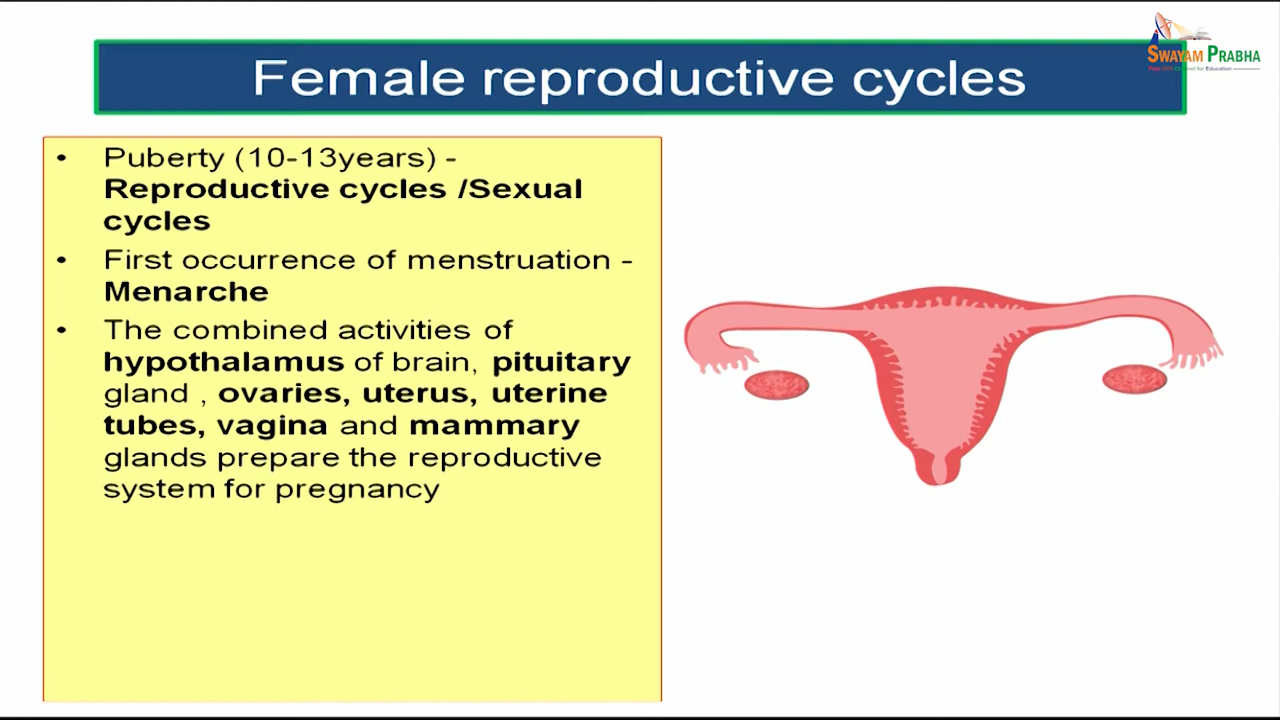 SWAYAM PRABHA
Female reproductive cycles
• Puberty (10-13years) -
Reproductive cycles /Sexual
cycles
• First occurrence of menstruation -
Menarche
• The combined activities of
hypothalamus of brain, pituitary
gland , ovaries, uterus, uterine
tubes, vagina and mammary
glands prepare the reproductive
system for pregnancy